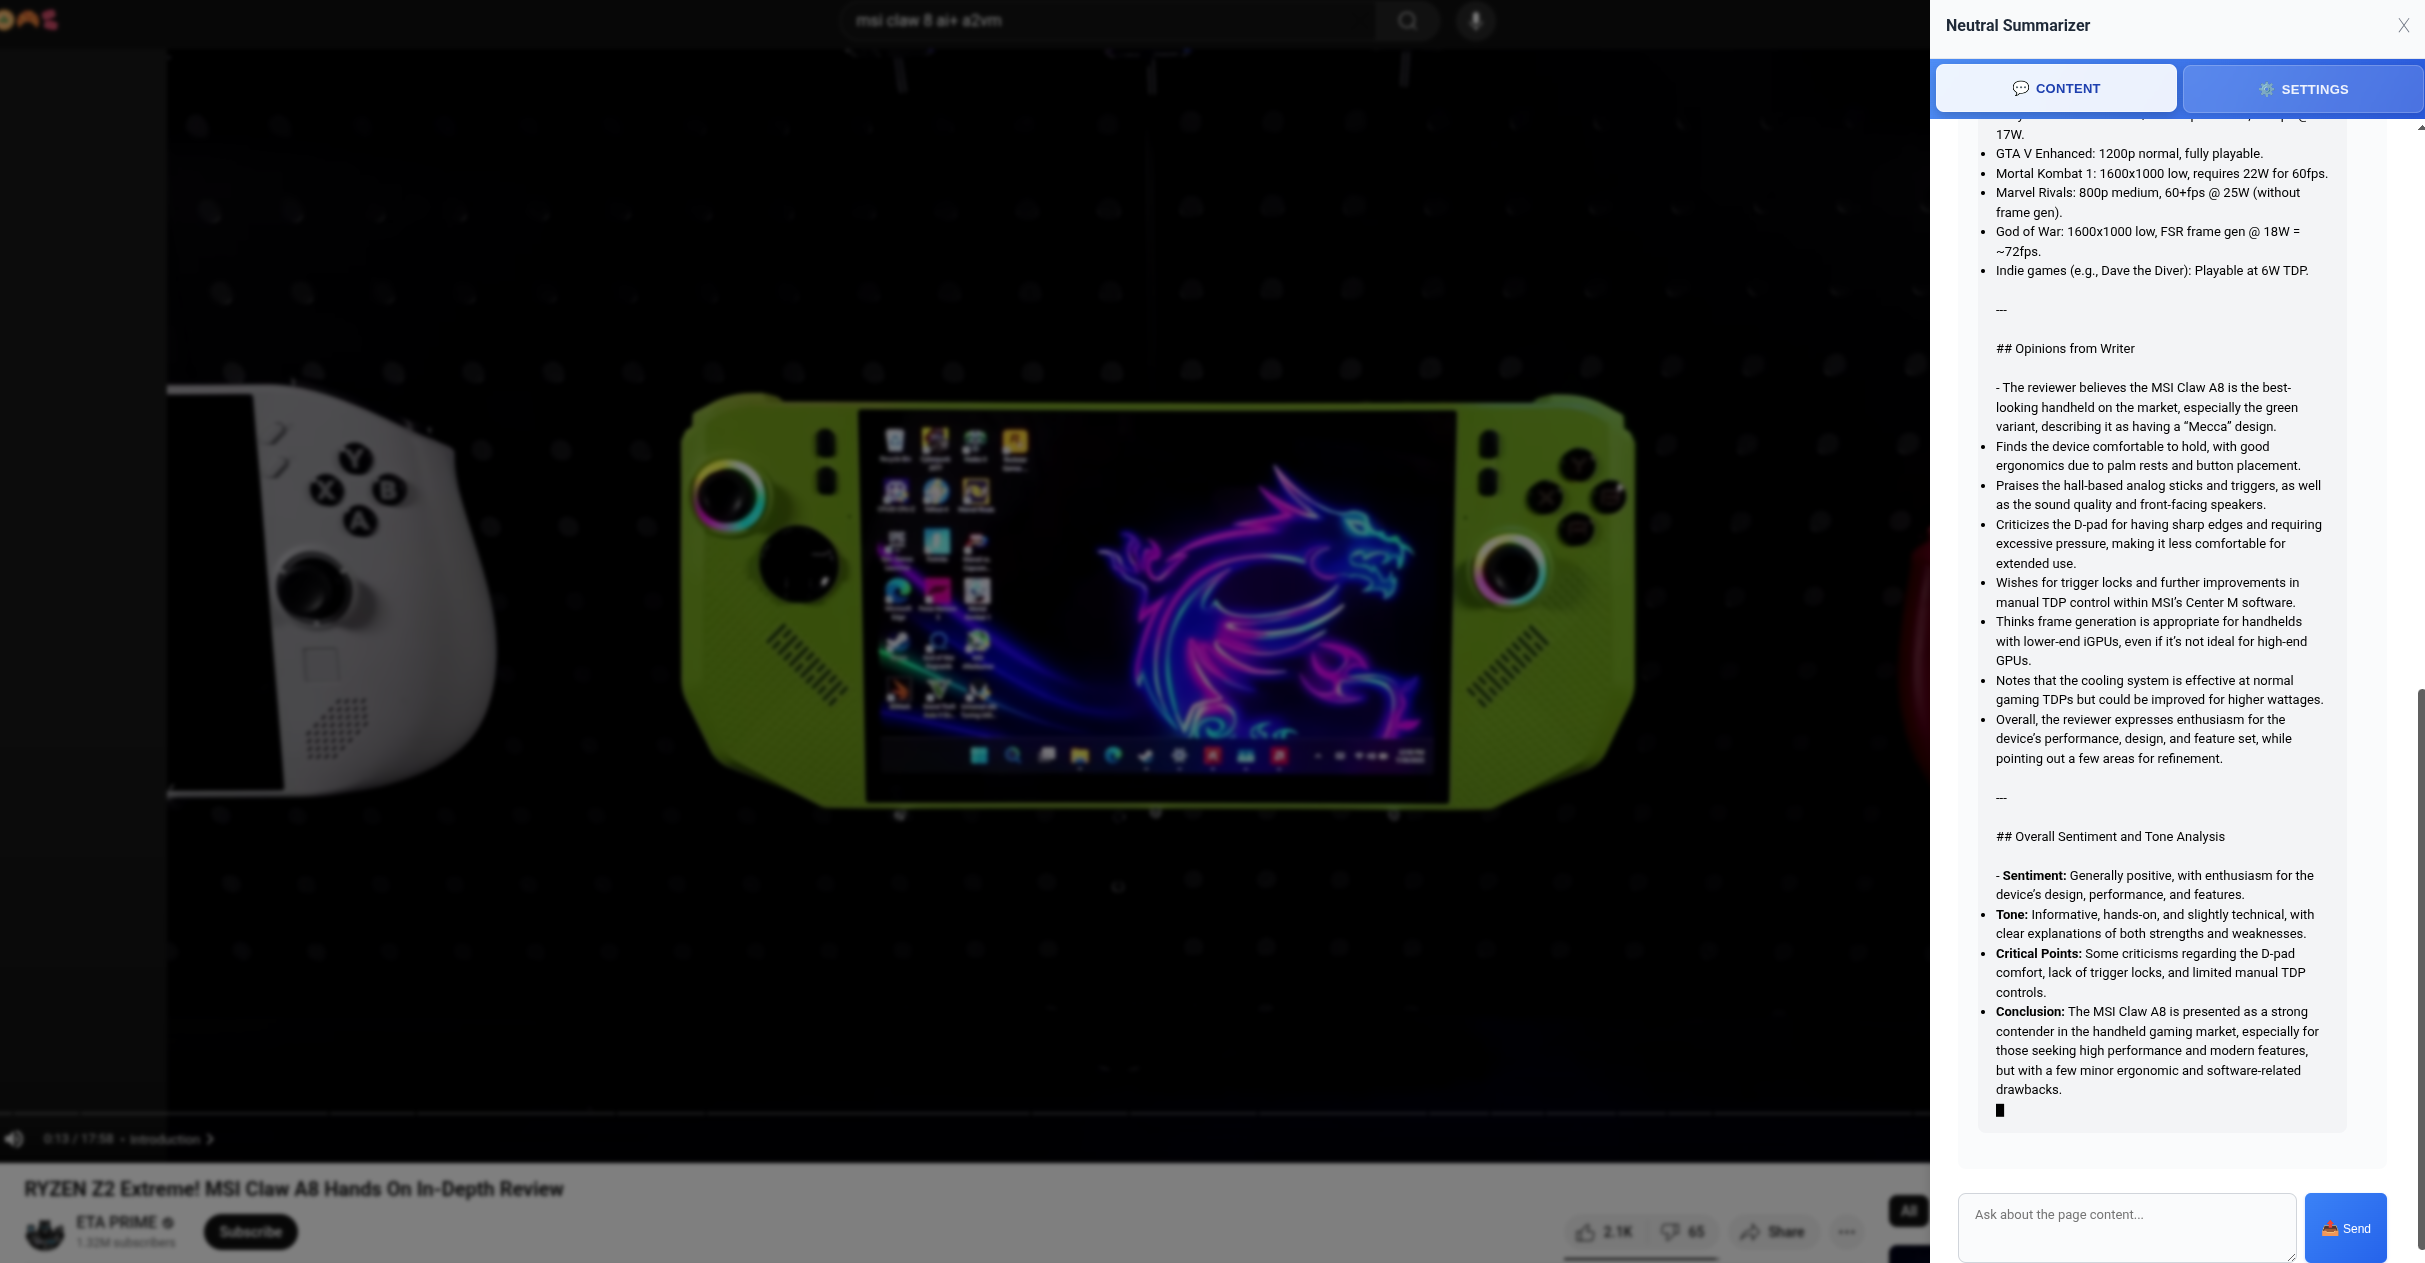 msi claw 8 ai+ a2vm
Neutral Summarizer
X
CONTENT
SETTINGS
17W.
GTA V Enhanced: 1200p normal, fully playable.
Mortal Kombat 1: 1600x1000 low, requires 22W for 60fps.
Marvel Rivals: 800p medium, 60+fps @ 25W (without
frame gen).
God of War: 1600x1000 low, FSR frame gen @ 18W =
~72fps.
Indie games (e.g., Dave the Diver): Playable at 6W TDP.
---
## Opinions from Writer
- The reviewer believes the MSI Claw A8 is the best-
looking handheld on the market, especially the green
variant, describing it as having a “Mecca” design.
Finds the device comfortable to hold, with good
ergonomics due to palm rests and button placement.
Praises the hall-based analog sticks and triggers, as well
as the sound quality and front-facing speakers.
Criticizes the D-pad for having sharp edges and requiring
excessive pressure, making it less comfortable for
extended use.
Wishes for trigger locks and further improvements in
manual TDP control within MSI’s Center M software.
Thinks frame generation is appropriate for handhelds
with lower-end iGPUs, even if it’s not ideal for high-end
GPUs.
Notes that the cooling system is effective at normal
gaming TDPs but could be improved for higher wattages.
Overall, the reviewer expresses enthusiasm for the
device’s performance, design, and feature set, while
pointing out a few areas for refinement.
---
## Overall Sentiment and Tone Analysis
- Sentiment: Generally positive, with enthusiasm for the
device’s design, performance, and features.
Tone: Informative, hands-on, and slightly technical, with
clear explanations of both strengths and weaknesses.
Critical Points: Some criticisms regarding the D-pad
comfort, lack of trigger locks, and limited manual TDP
controls.
Conclusion: The MSI Claw A8 is presented as a strong
contender in the handheld gaming market, especially for
those seeking high performance and modern features,
but with a few minor ergonomic and software-related
drawbacks.
Ask about the page content...
Send
Y
X B
A
0:13 / 17:58 • Introduction
RYZEN Z2 Extreme! MSI Claw A8 Hands On In-Depth Review
ETA PRIME
1.32M subscribers
Subscribe
2.1K
65
Share
All